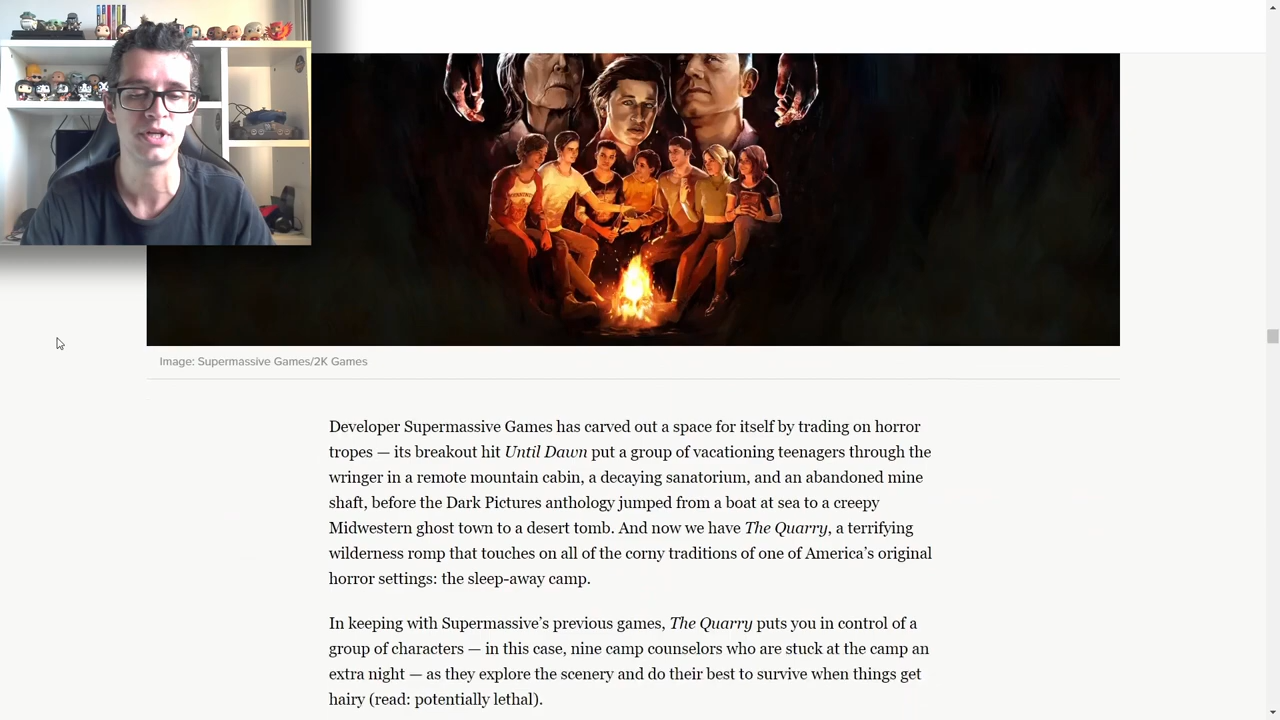 Image: Supermassive Games/2K Games
Developer Supermassive Games has carved out a space for itself by trading on horror
tropes — its breakout hit Until Dawn put a group of vacationing teenagers through the
wringer in a remote mountain cabin, a decaying sanatorium, and an abandoned mine
shaft, before the Dark Pictures anthology jumped from a boat at sea to a creepy
Midwestern ghost town to a desert tomb. And now we have The Quarry, a terrifying
wilderness romp that touches on all of the corny traditions of one of America’s original
horror settings: the sleep-away camp.
In keeping with Supermassive’s previous games, The Quarry puts you in control of a
group of characters — in this case, nine camp counselors who are stuck at the camp an
extra night — as they explore the scenery and do their best to survive when things get
hairy (read: potentially lethal).